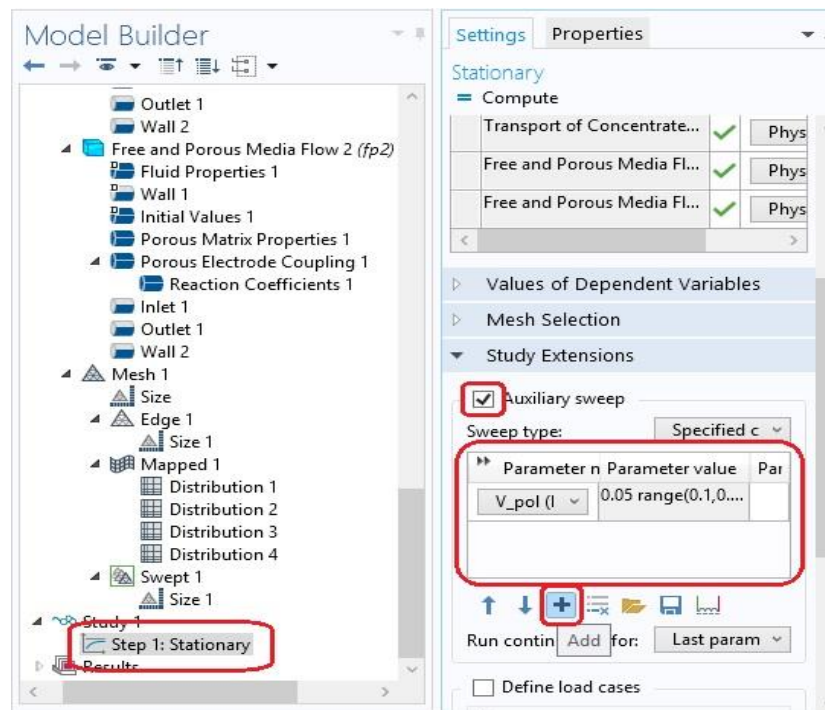 Model Builder
Outlet 1
Wall 2
Free and Porous Media Flow 2 (fp2)
Fluid Properties 1
Wall 1
Initial Values 1
Porous Matrix Properties 1
Porous Electrode Coupling 1
Reaction Coefficients 1
Inlet 1
Outlet 1
Wall 2
Mesh 1
Size
Edge 1
Size 1
Mapped 1
Distribution 1
Distribution 2
Distribution 3
Distribution 4
Swept 1
Size 1
Study 1
Step 1: Stationary
Results
Settings Properties
Stationary
= Compute
Transport of Concentrate... Phys
Free and Porous Media Fl... Phys
Free and Porous Media Fl... Phys
Values of Dependent Variables
Mesh Selection
Study Extensions
Auxiliary sweep
Sweep type: Specified c
Parameter n Parameter value Par
V_pol (l 0.05 range(0.1,0....
Run contin Add for: Last param
Define load cases